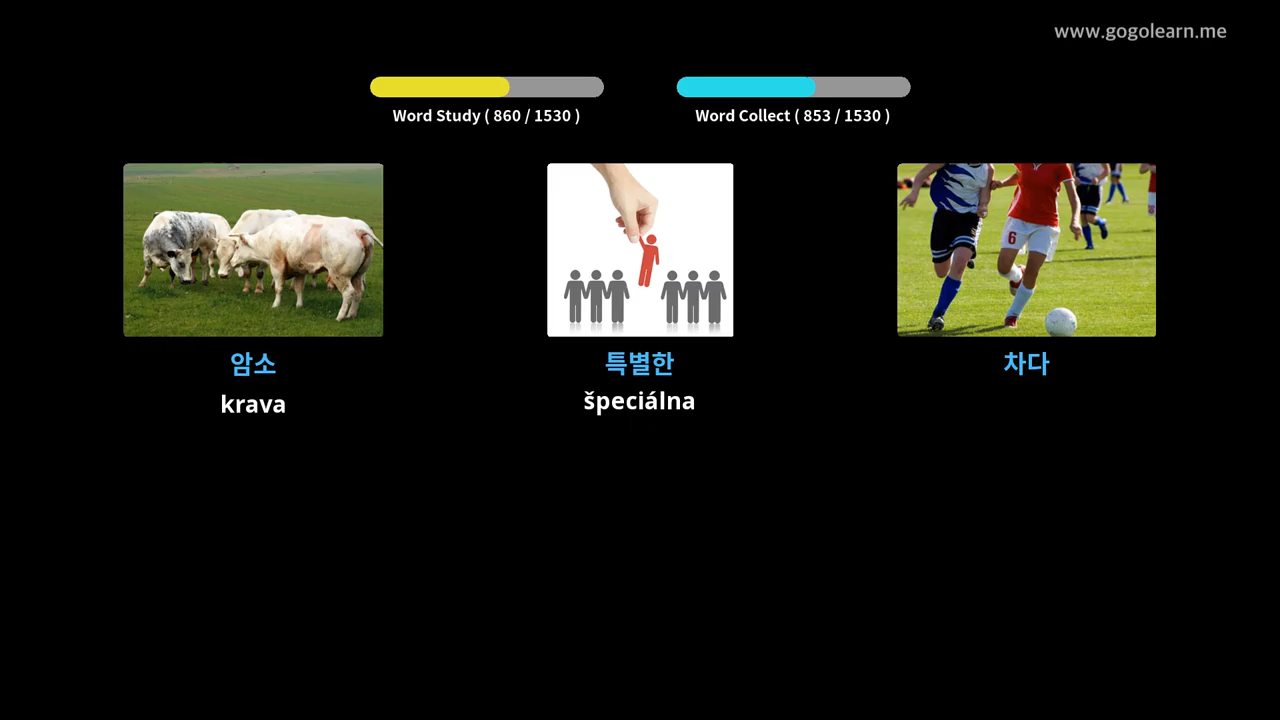 www.gogolearn.me
Word Study ( 860 / 1530 )
Word Collect ( 853 / 1530 )
암소
krava
특별한
špeciálna
차다
6